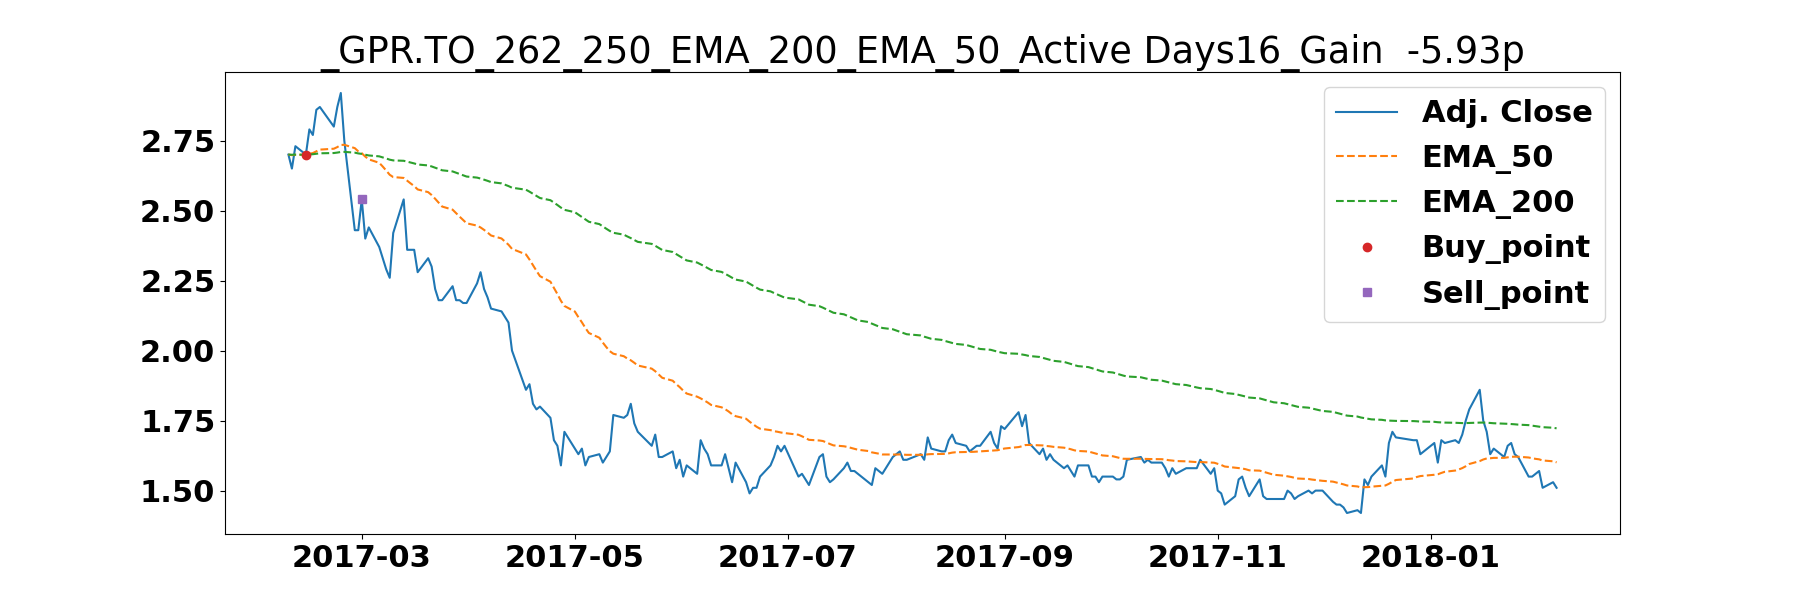 _GPR.TO_262_250_EMA_200_EMA_50_Active Days16_Gain  -5.93p
Adj. Close
EMA_50
EMA_200
Buy_point
Sell_point
2.75
2.50
2.25
2.00
1.75
1.50
2017-03 2017-05 2017-07 2017-09 2017-11 2018-01